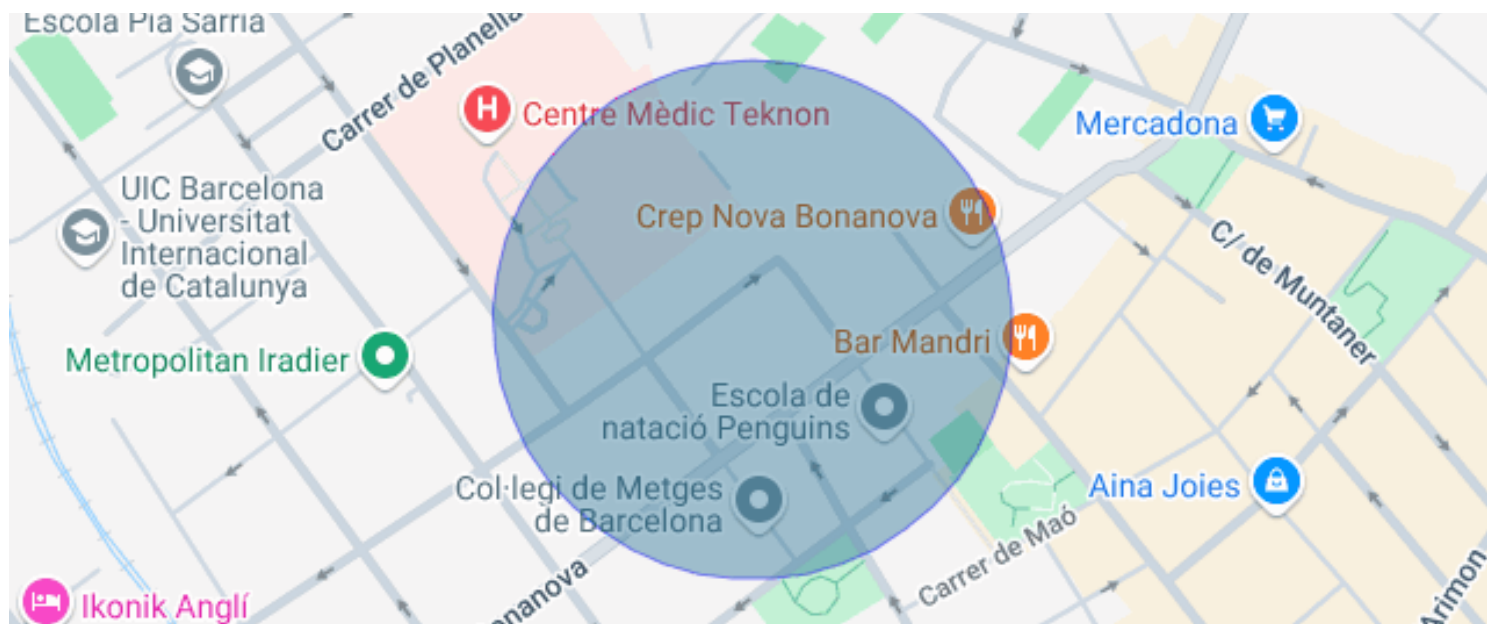 Escola Pia Sarrià
Carrer de Planella
Centre Mèdic Teknon
Mercadona
UIC Barcelona
- Universitat
Internacional
de Catalunya
Crep Nova Bonanova
C/ de Muntaner
Metropolitan Iradier
Bar Mandri
Escola de
natació Penguins
Col·legi de Metges
de Barcelona
Aina Joies
Carrer de Maó
Ikonik Anglí
onanova
Arimon
H